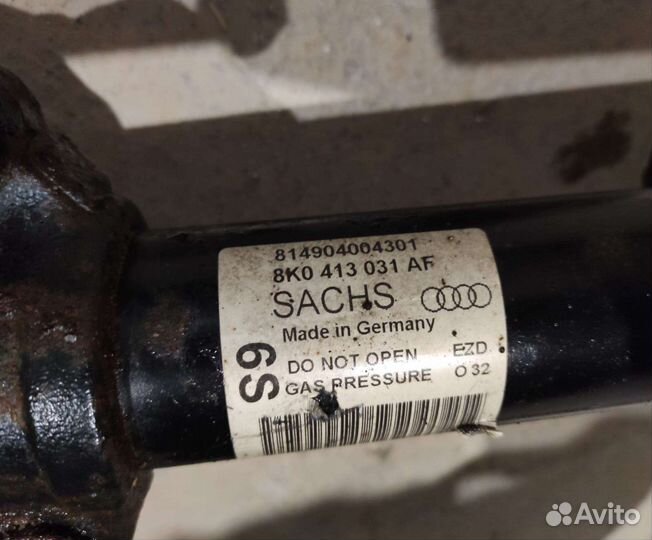 814904004301
8K0 413 031 AF
SACHS
Made in Germany
S9
DO NOT OPEN EZD
GAS PRESSURE O 32
Avito